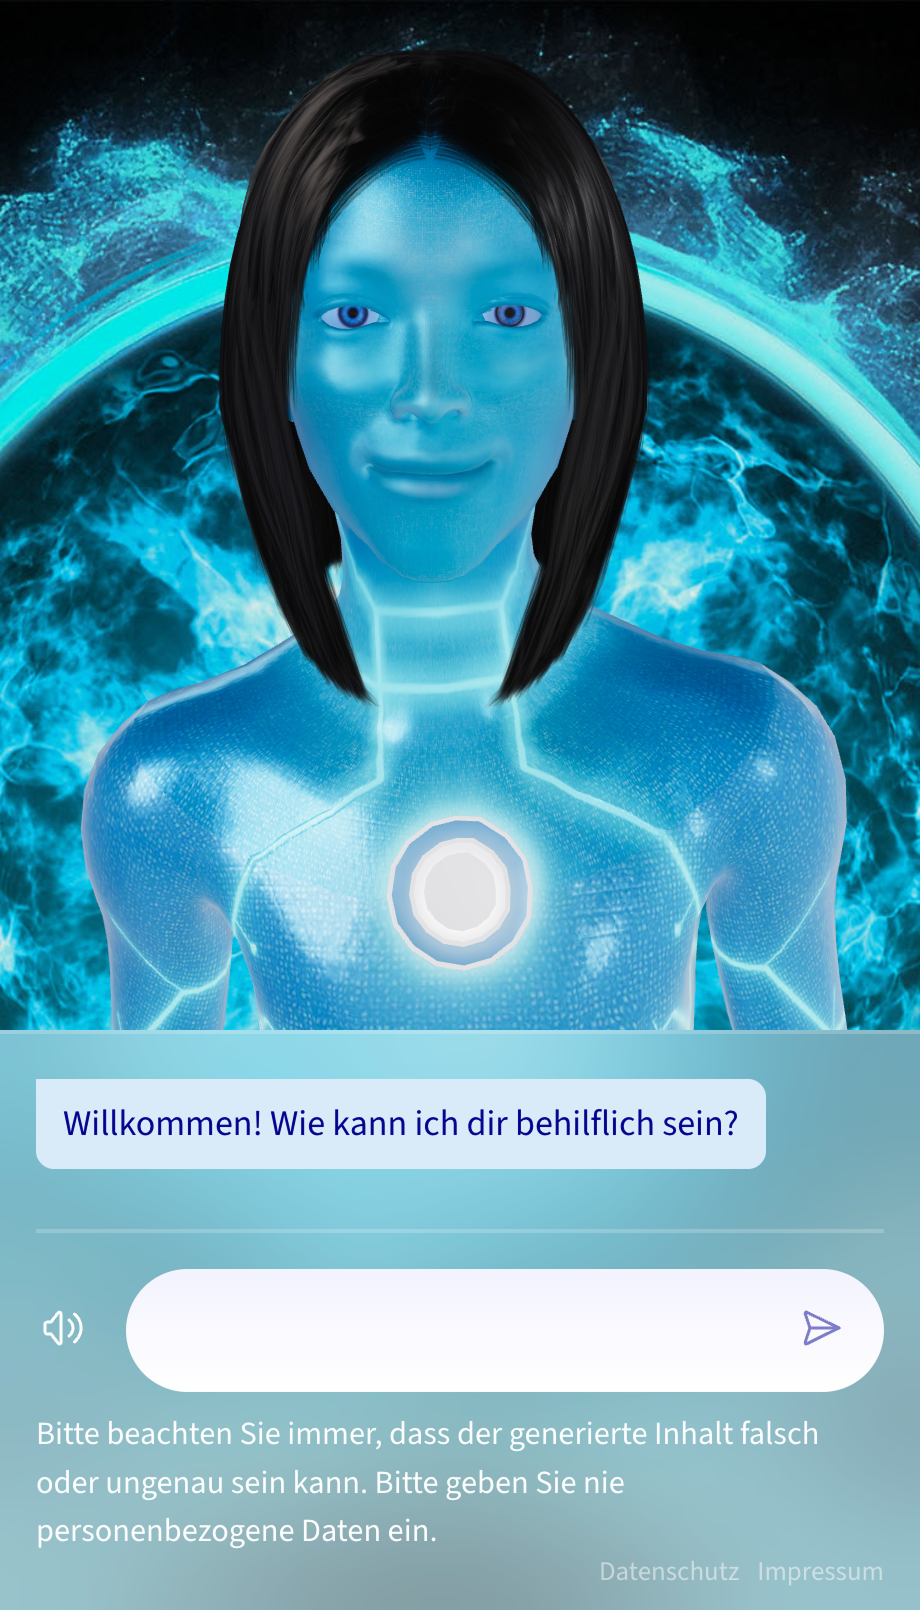 Willkommen! Wie kann ich dir behilflich sein?
Bitte beachten Sie immer, dass der generierte Inhalt falsch
oder ungenau sein kann. Bitte geben Sie nie
personenbezogene Daten ein.
Datenschutz Impressum